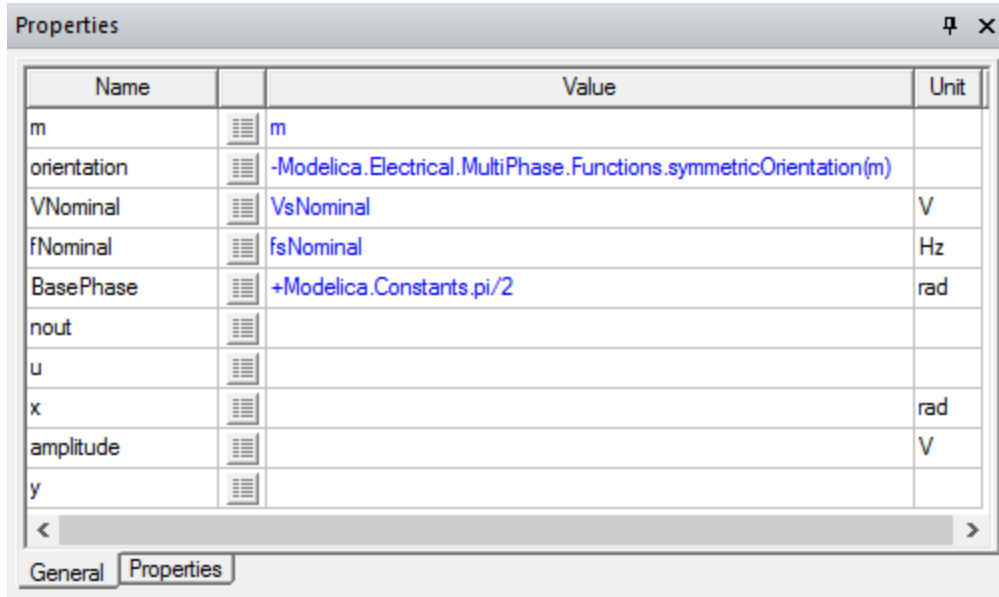 Properties
Name Value Unit
m m
orientation -Modelica.Electrical.MultiPhase.Functions.symmetricOrientation(m)
VNominal VsNominal V
fNominal fsNominal Hz
BasePhase +Modelica.Constants.pi/2 rad
nout
u
x rad
amplitude V
y
General Properties